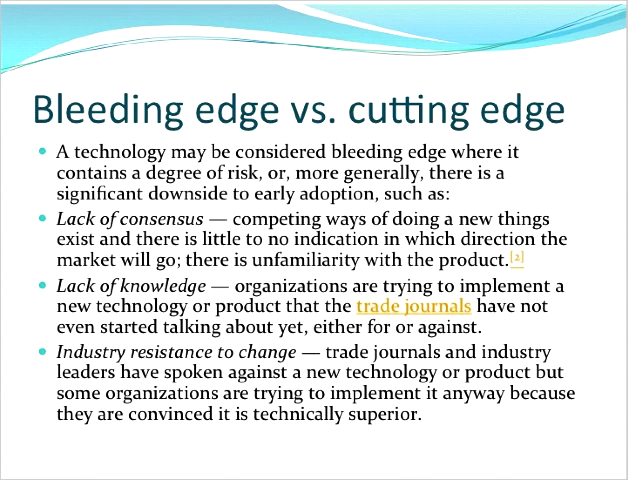 Bleeding edge vs. cutting edge
• A technology may be considered bleeding edge where it
contains a degree of risk, or, more generally, there is a
significant downside to early adoption, such as:
• Lack of consensus — competing ways of doing a new things
exist and there is little to no indication in which direction the
market will go; there is unfamiliarity with the product.[2]
• Lack of knowledge — organizations are trying to implement a
new technology or product that the trade journals have not
even started talking about yet, either for or against.
• Industry resistance to change — trade journals and industry
leaders have spoken against a new technology or product but
some organizations are trying to implement it anyway because
they are convinced it is technically superior.